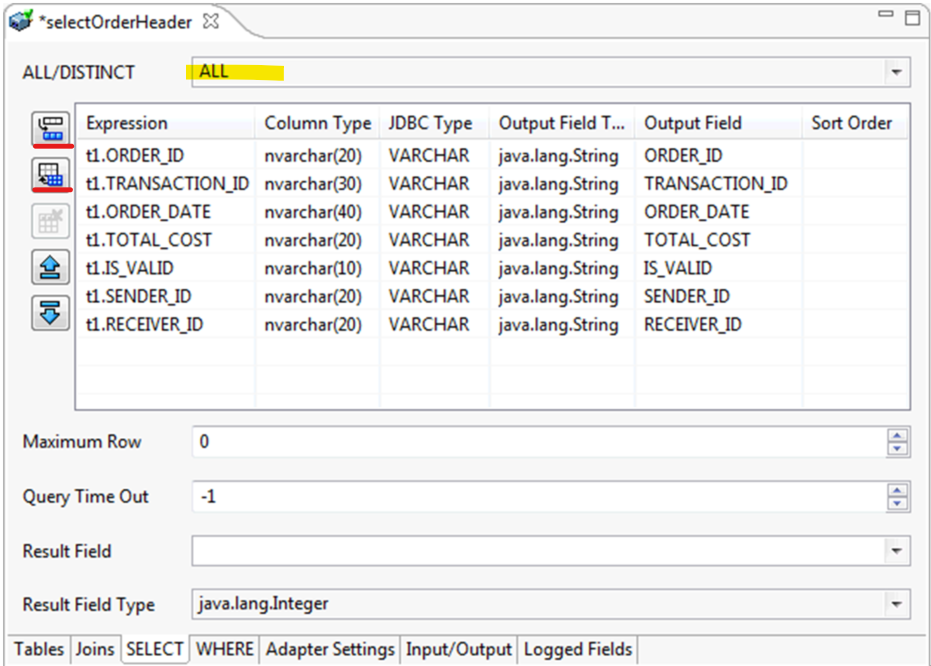 *selectOrderHeader
ALL/DISTINCT ALL
Expression Column Type JDBC Type Output Field T... Output Field Sort Order
t1.ORDER_ID nvarchar(20) VARCHAR java.lang.String ORDER_ID
t1.TRANSACTION_ID nvarchar(30) VARCHAR java.lang.String TRANSACTION_ID
t1.ORDER_DATE nvarchar(40) VARCHAR java.lang.String ORDER_DATE
t1.TOTAL_COST nvarchar(20) VARCHAR java.lang.String TOTAL_COST
t1.IS_VALID nvarchar(10) VARCHAR java.lang.String IS_VALID
t1.SENDER_ID nvarchar(20) VARCHAR java.lang.String SENDER_ID
t1.RECEIVER_ID nvarchar(20) VARCHAR java.lang.String RECEIVER_ID
Maximum Row 0
Query Time Out -1
Result Field
Result Field Type java.lang.Integer
Tables Joins SELECT WHERE Adapter Settings Input/Output Logged Fields